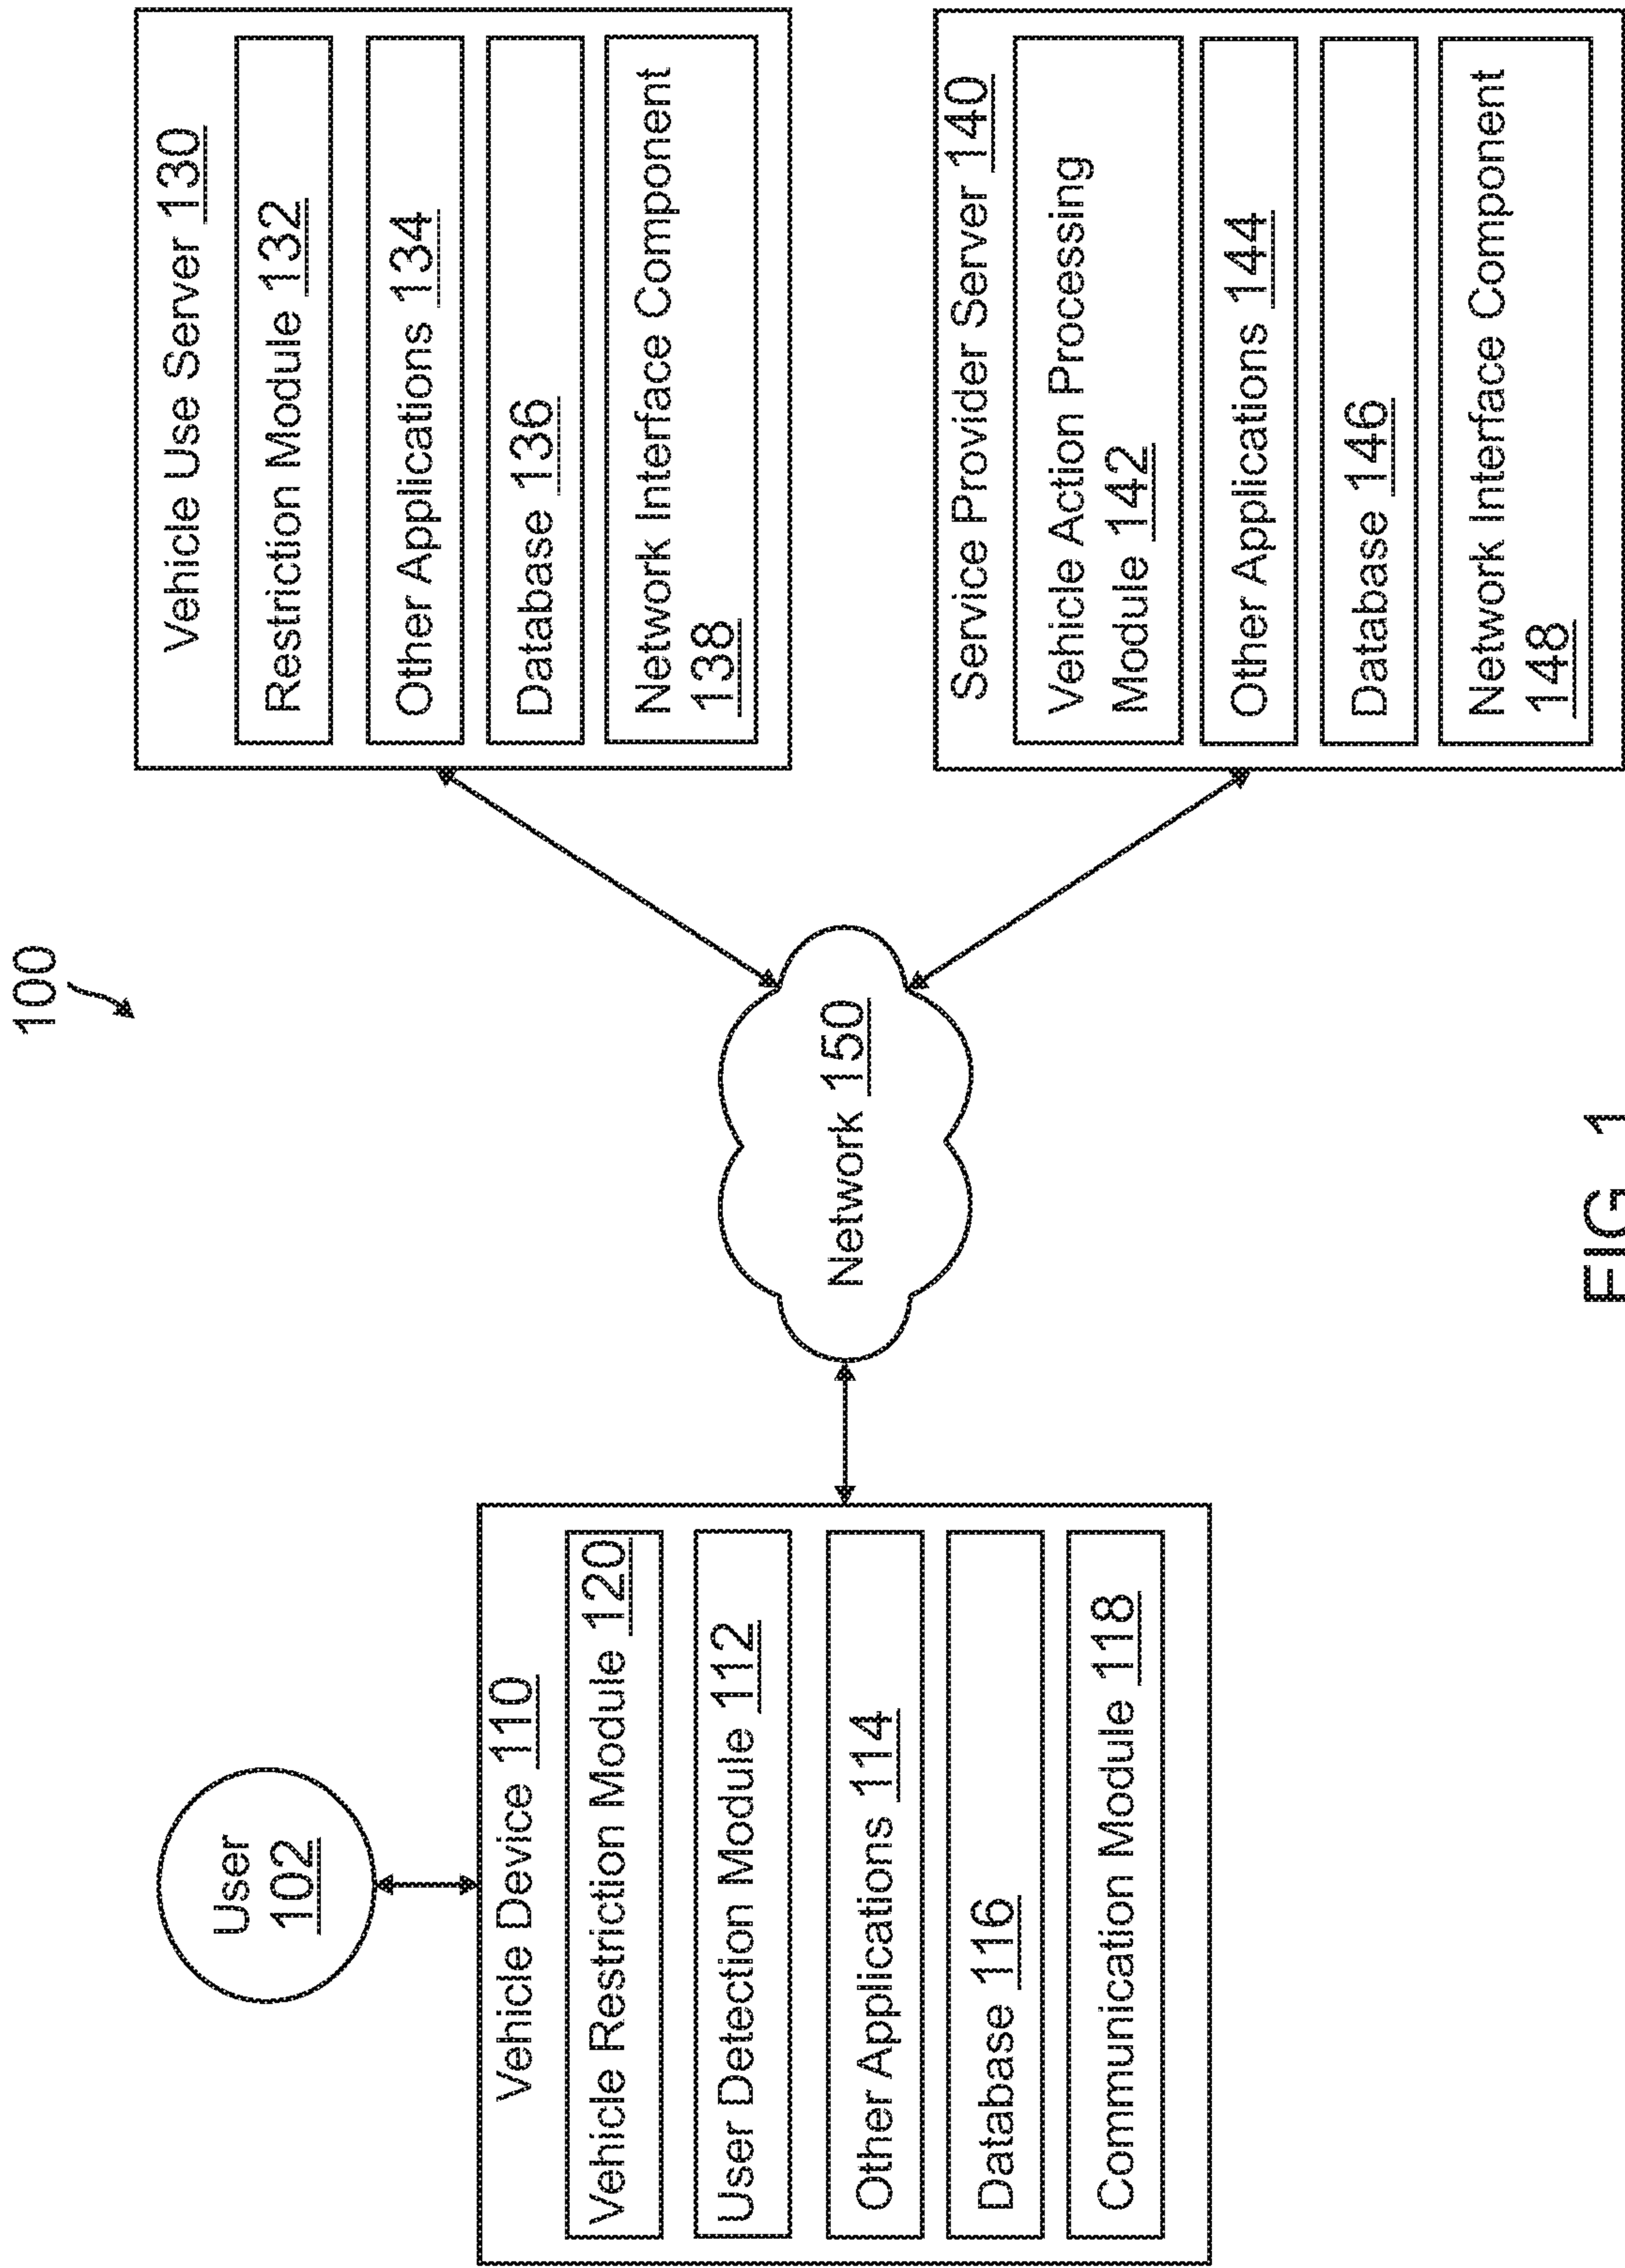 100
User
102
Vehicle Device 110
Vehicle Restriction Module 120
User Detection Module 112
Other Applications 114
Database 116
Communication Module 118
Network 150
Vehicle Use Server 130
Restriction Module 132
Other Applications 134
Database 136
Network Interface Component
138
Service Provider Server 140
Vehicle Action Processing
Module 142
Other Applications 144
Database 146
Network Interface Component
148
FIG. 1